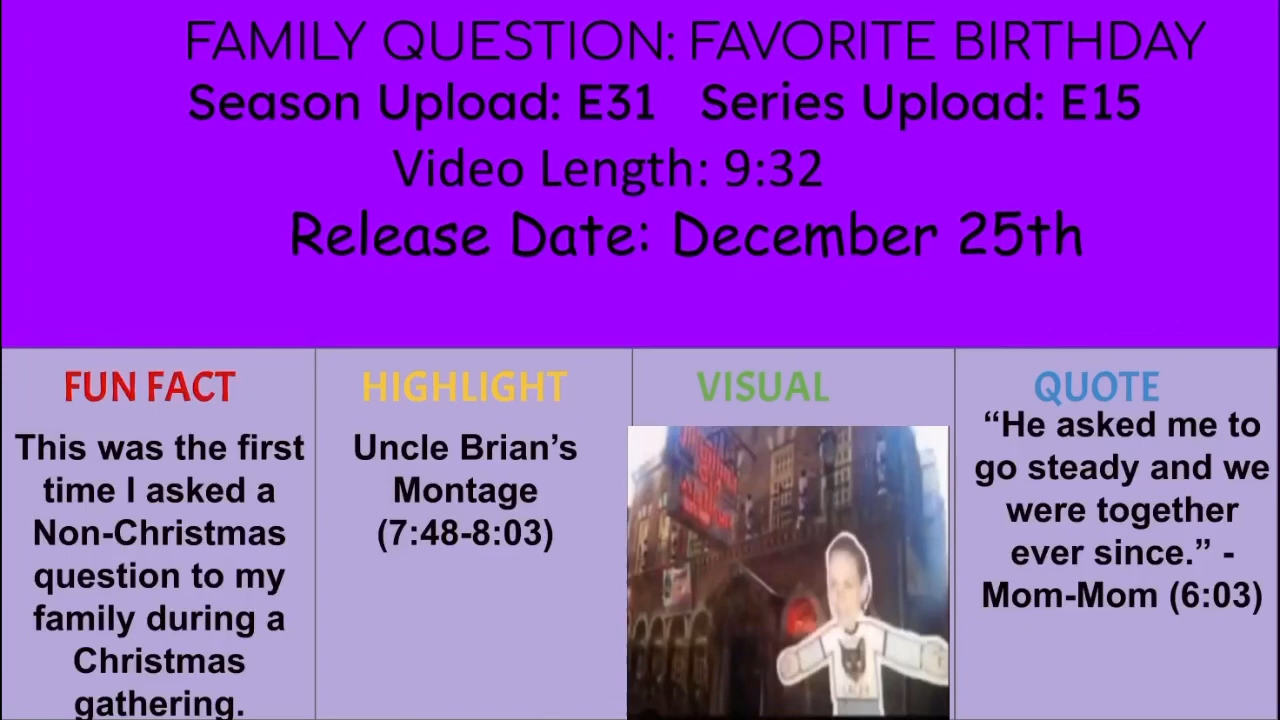 FAMILY QUESTION: FAVORITE BIRTHDAY
Season Upload: E31 Series Upload: E15
Video Length: 9:32
Release Date: December 25th
FUN FACT
This was the first
time I asked a
Non-Christmas
question to my
family during a
Christmas
gathering.
HIGHLIGHT
Uncle Brian’s
Montage
(7:48-8:03)
VISUAL
QUOTE
“He asked me to
go steady and we
were together
ever since.” -
Mom-Mom (6:03)